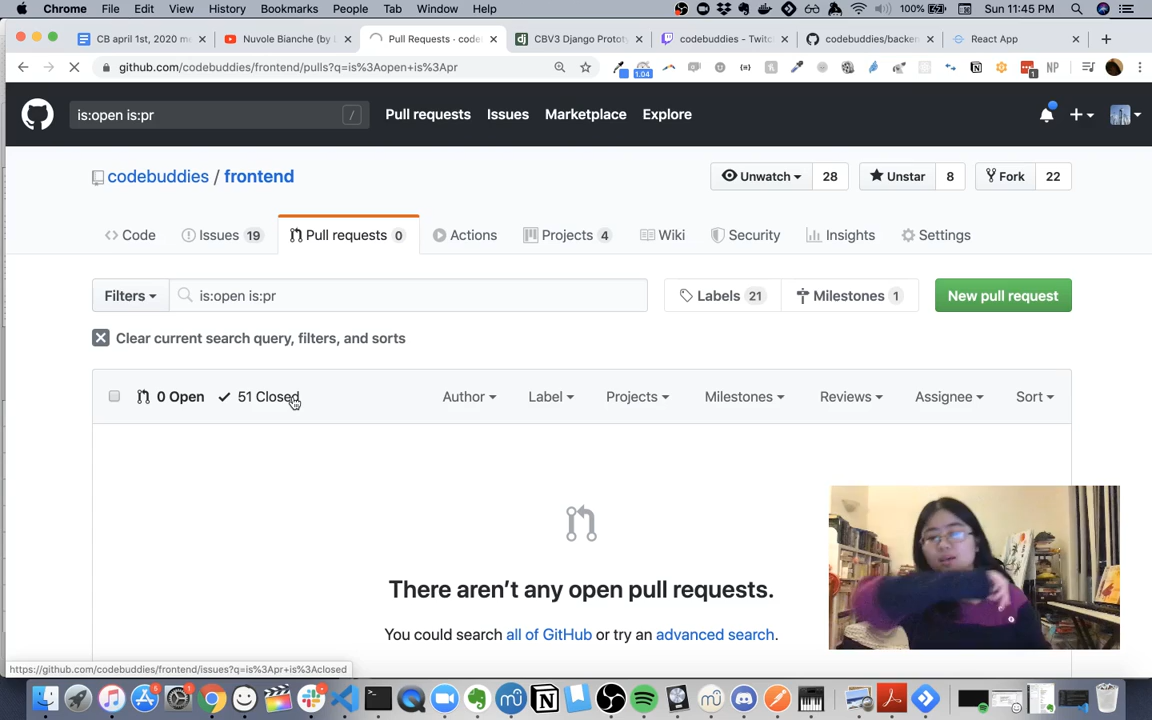 Chrome File Edit View History Bookmarks People Tab Window Help 100% Sun 11:45 PM
CB april 1st, 2020 me Nuvole Bianche (by L Pull Requests - code CBV3 Django Protot codebuddies - Twitc codebuddies/backen React App
github.com/codebuddies/frontend/pulls?q=is%3Aopen+is%3Apr 1.04 1 NP
is:open is:pr / Pull requests Issues Marketplace Explore
codebuddies / frontend Unwatch 28 Unstar 8 Fork 22
Code Issues 19 Pull requests 0 Actions Projects 4 Wiki Security Insights Settings
Filters is:open is:pr Labels 21 Milestones 1 New pull request
Clear current search query, filters, and sorts
0 Open 51 Closed Author Label Projects Milestones Reviews Assignee Sort
There aren’t any open pull requests.
You could search all of GitHub or try an advanced search.
https://github.com/codebuddies/frontend/issues?q=is%3Apr+is%3Aclosed